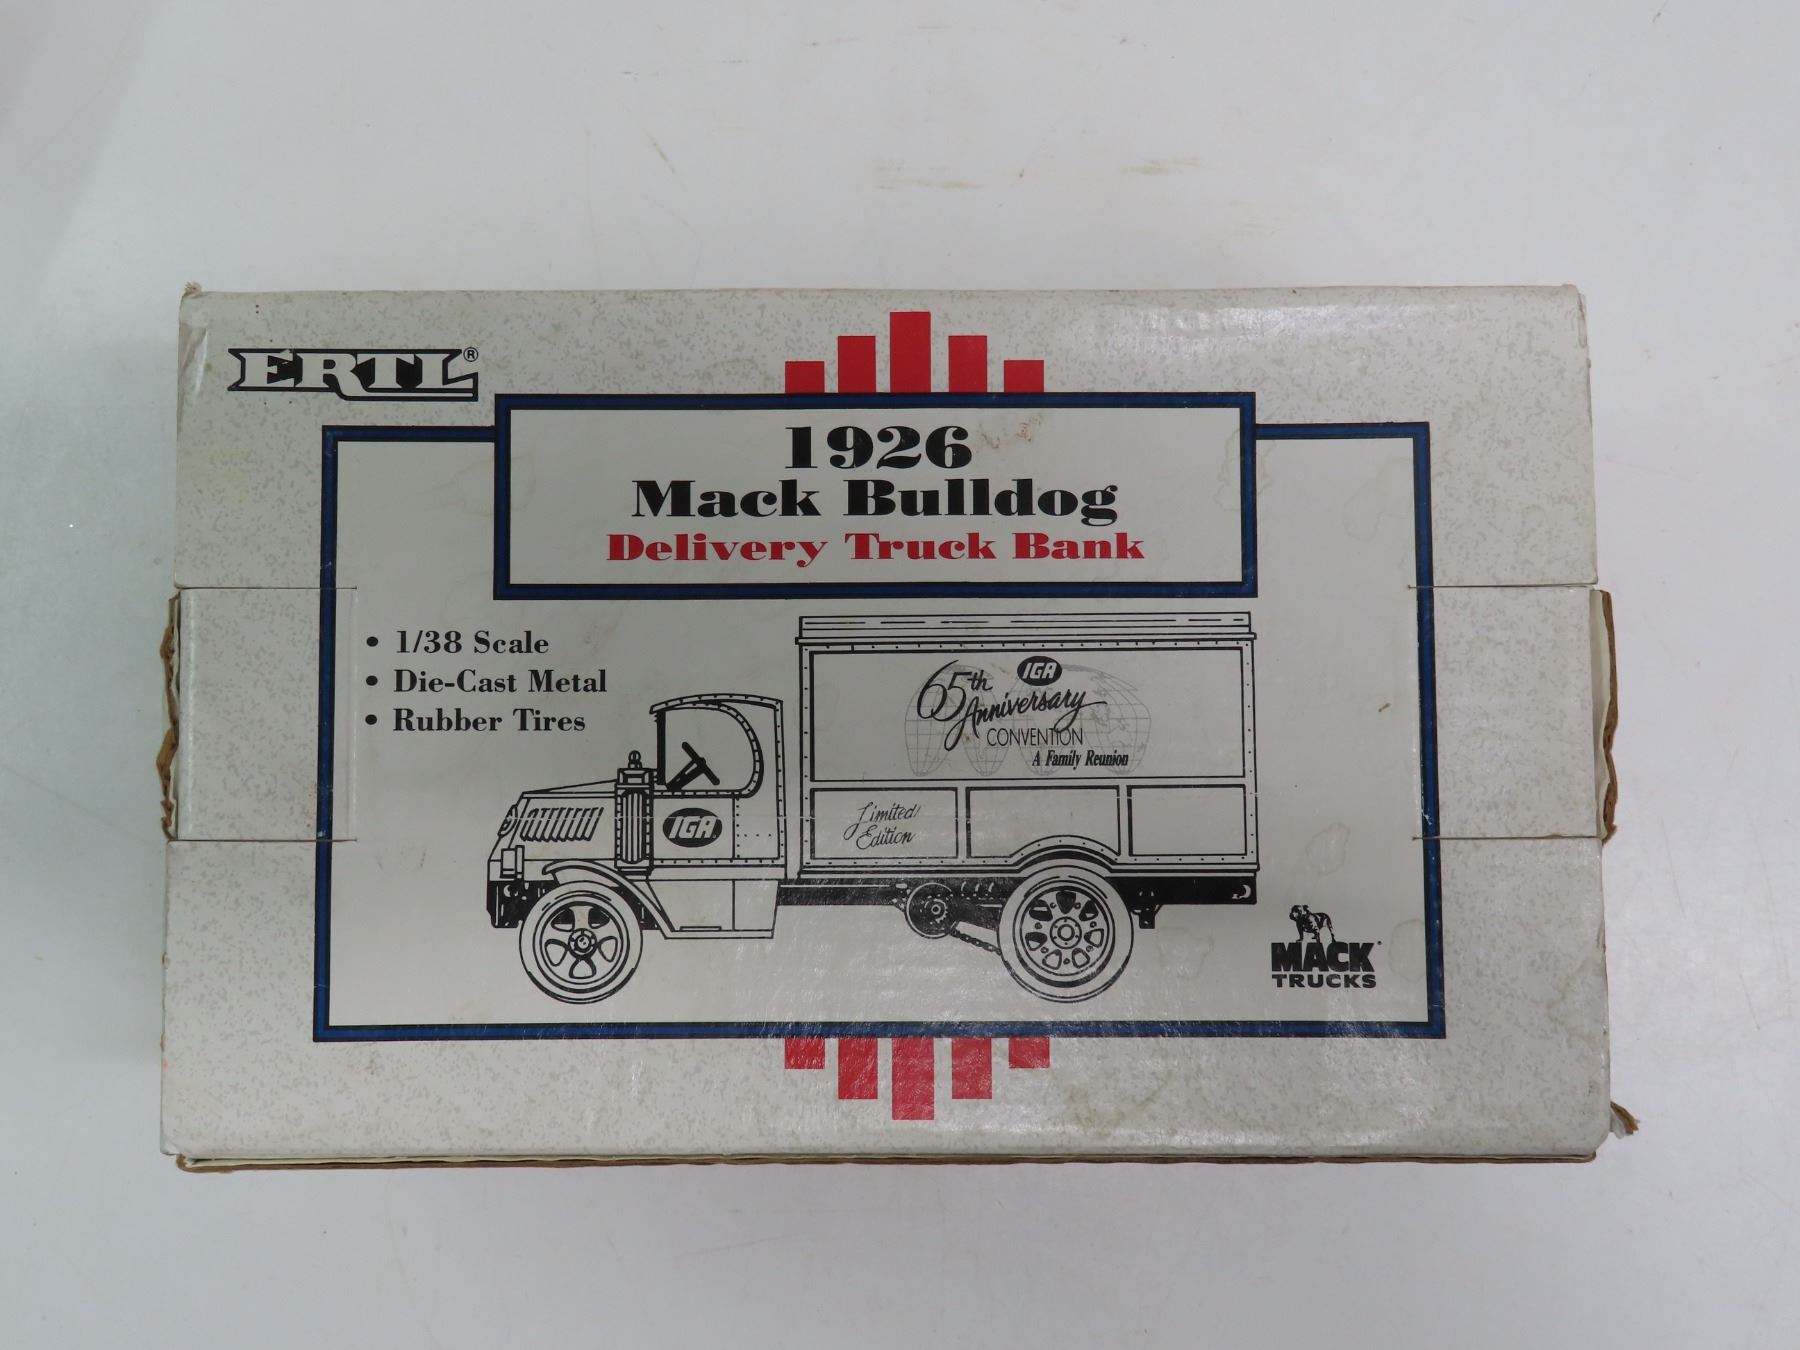 ERTL®
1926
Mack Bulldog
Delivery Truck Bank
• 1/38 Scale
• Die-Cast Metal
• Rubber Tires
IGA
65th
Anniversary
CONVENTION
A Family Reunion
Limited
Edition
IGA
MACK
TRUCKS